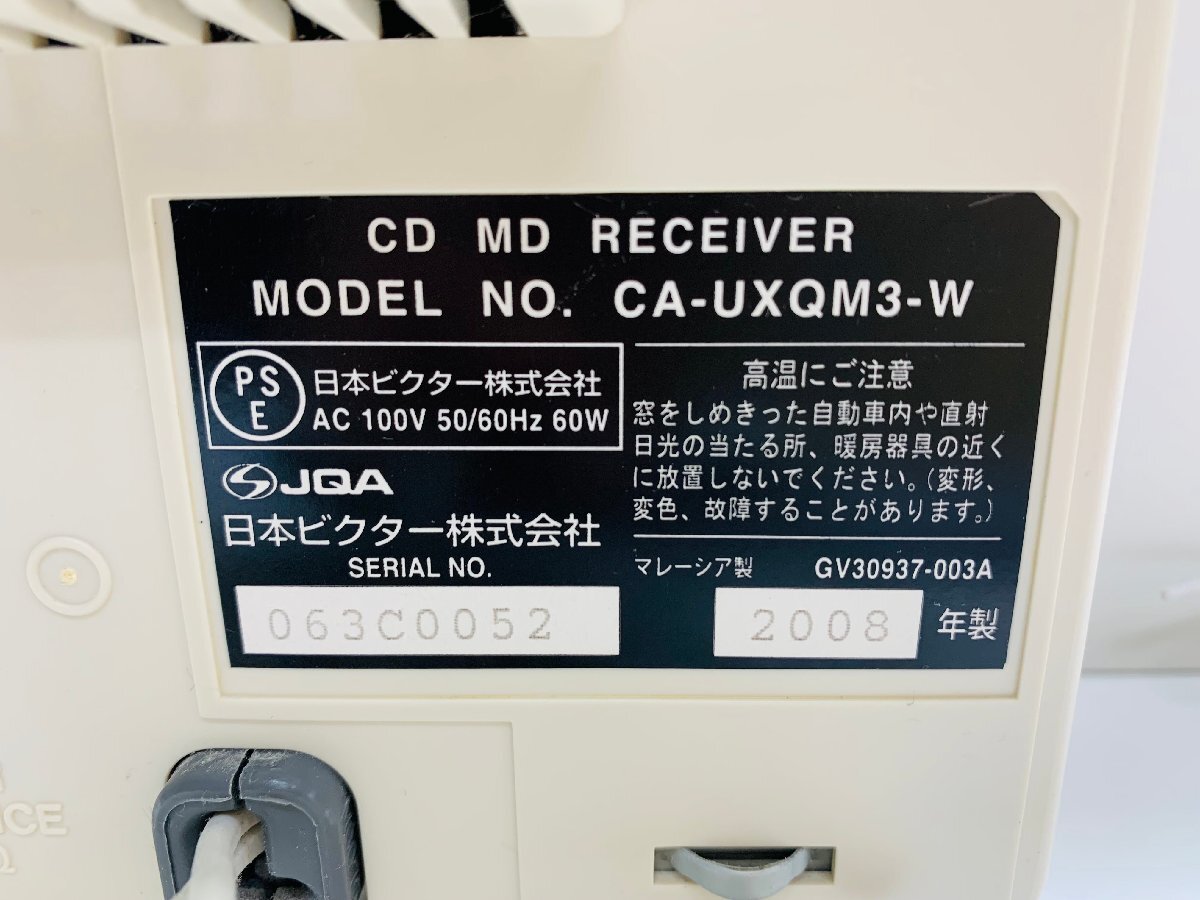 CD MD RECEIVER
MODEL NO. CA-UXQM3-W
PS
E
日本ビクター株式会社
AC 100V 50/60Hz 60W
JQA
日本ビクター株式会社
SERIAL NO.
063C0052
高温にご注意
窓をしめきった自動車内や直射
日光の当たる所、暖房器具の近く
に放置しないでください。(変形、
変色、故障することがあります。)
マレーシア製 GV30937-003A
2008 年製